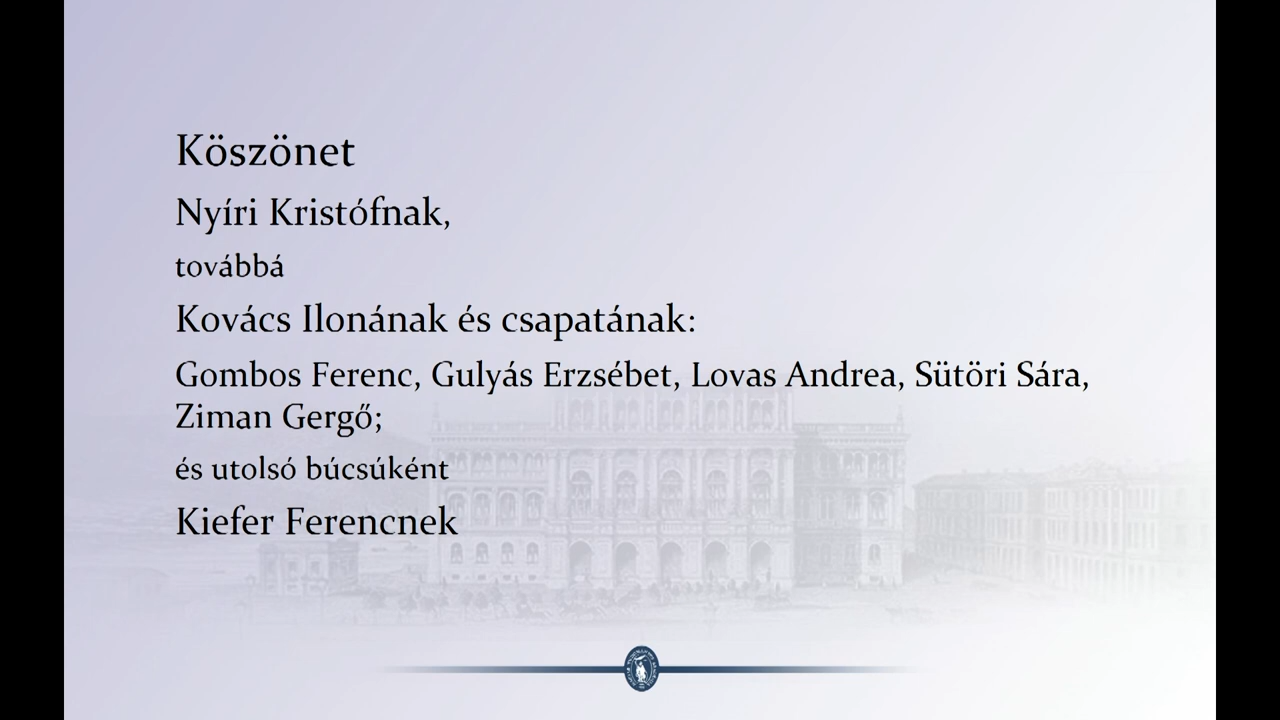 Köszönet
Nyíri Kristófnak,
továbbá
Kovács Ilonának és csapatának:
Gombos Ferenc, Gulyás Erzsébet, Lovas Andrea, Sütöri Sára,
Ziman Gergő;
és utolsó búcsúként
Kiefer Ferencnek